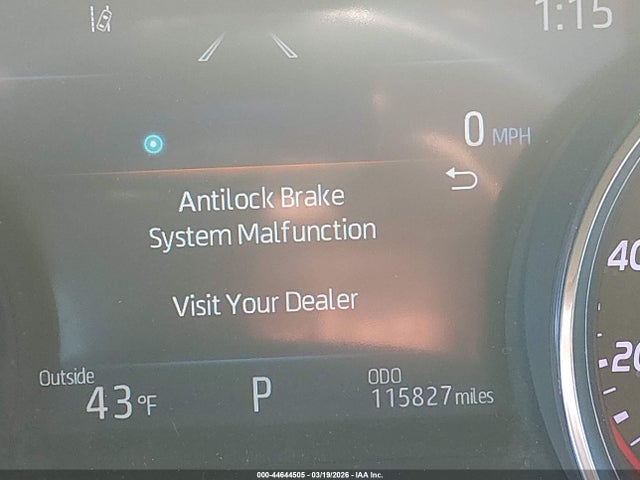 1:15
0 MPH
Antilock Brake
System Malfunction
Visit Your Dealer
Outside
43°F
P
ODO
115827 miles
40
20
000-44644505 - 03/19/2026 - IAA Inc.